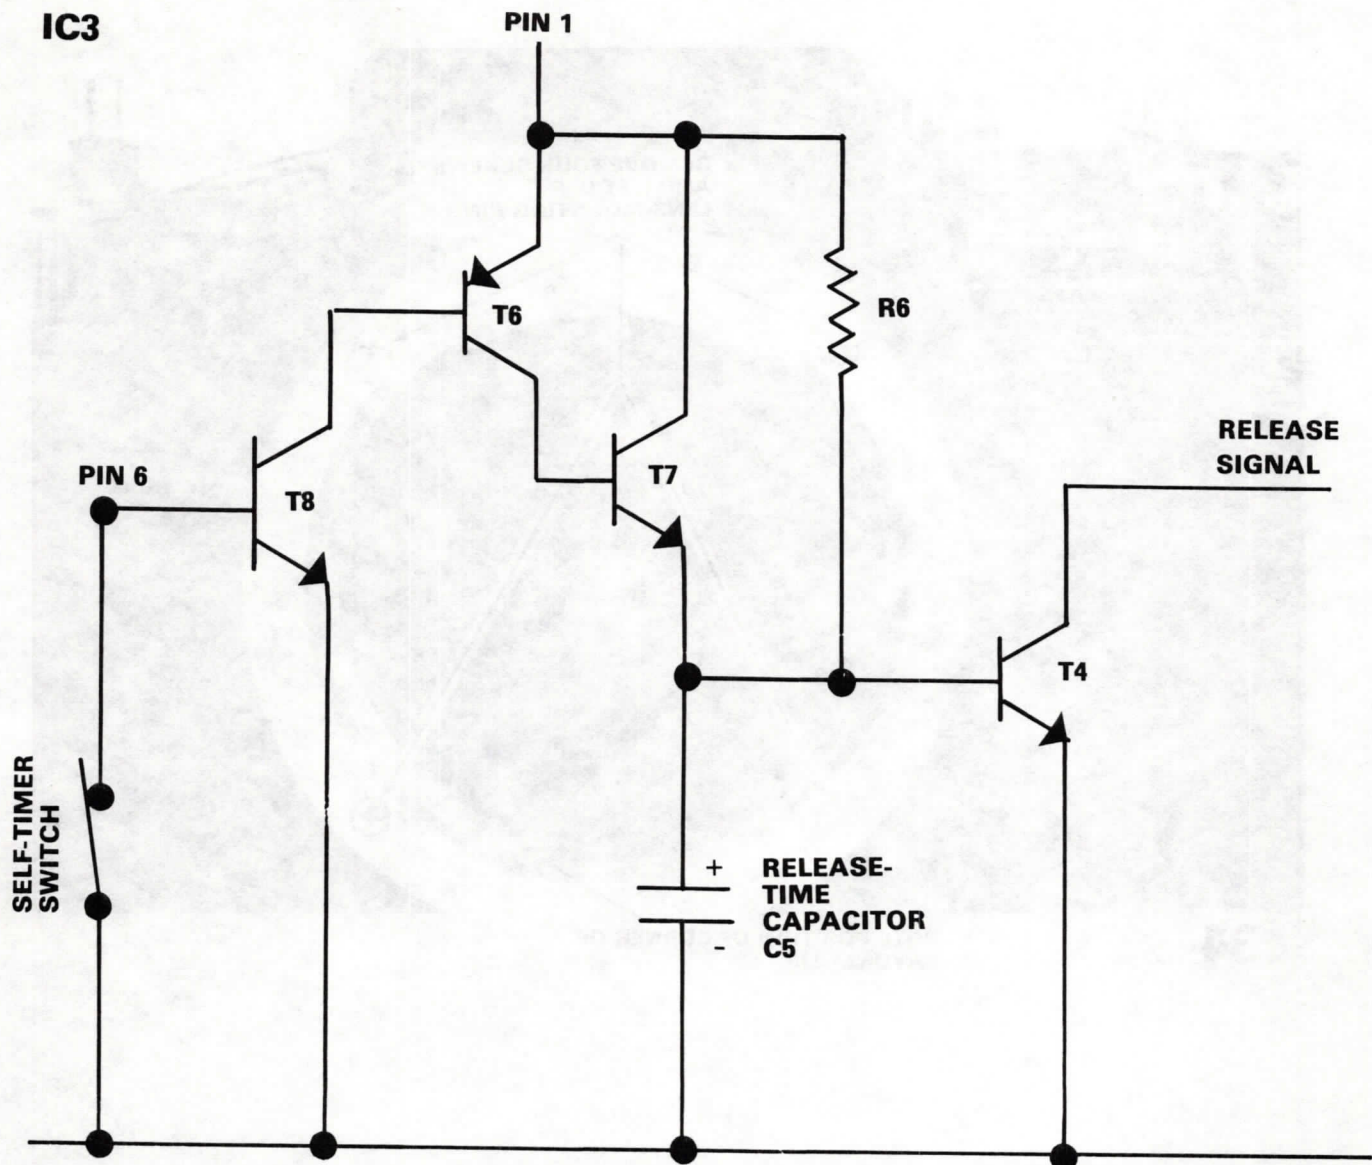 IC3
PIN 1
T6
R6
RELEASE
SIGNAL
PIN 6
T8
T7
T4
SELF-TIMER
SWITCH
+
RELEASE-
TIME
CAPACITOR
C5
-